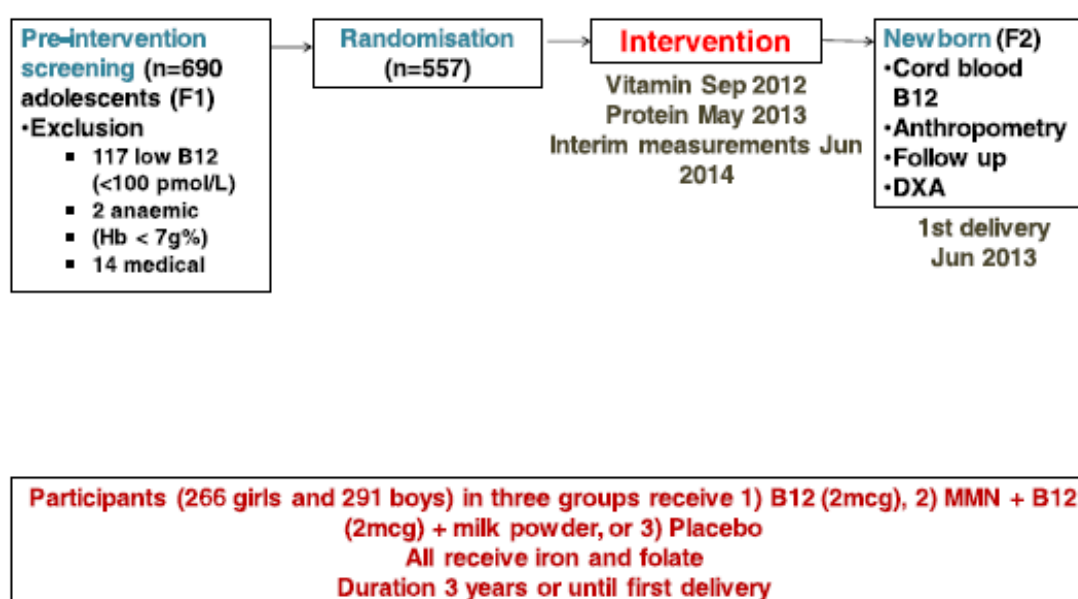 Pre-intervention
screening (n=690
adolescents (F1)
•Exclusion
▪ 117 low B12
(<100 pmol/L)
▪ 2 anaemic
▪ (Hb < 7g%)
▪ 14 medical
Randomisation
(n=557)
Intervention
Vitamin Sep 2012
Protein May 2013
Interim measurements Jun
2014
Newborn (F2)
•Cord blood
B12
•Anthropometry
•Follow up
•DXA
1st delivery
Jun 2013
Participants (266 girls and 291 boys) in three groups receive 1) B12 (2mcg), 2) MMN + B12
(2mcg) + milk powder, or 3) Placebo
All receive iron and folate
Duration 3 years or until first delivery